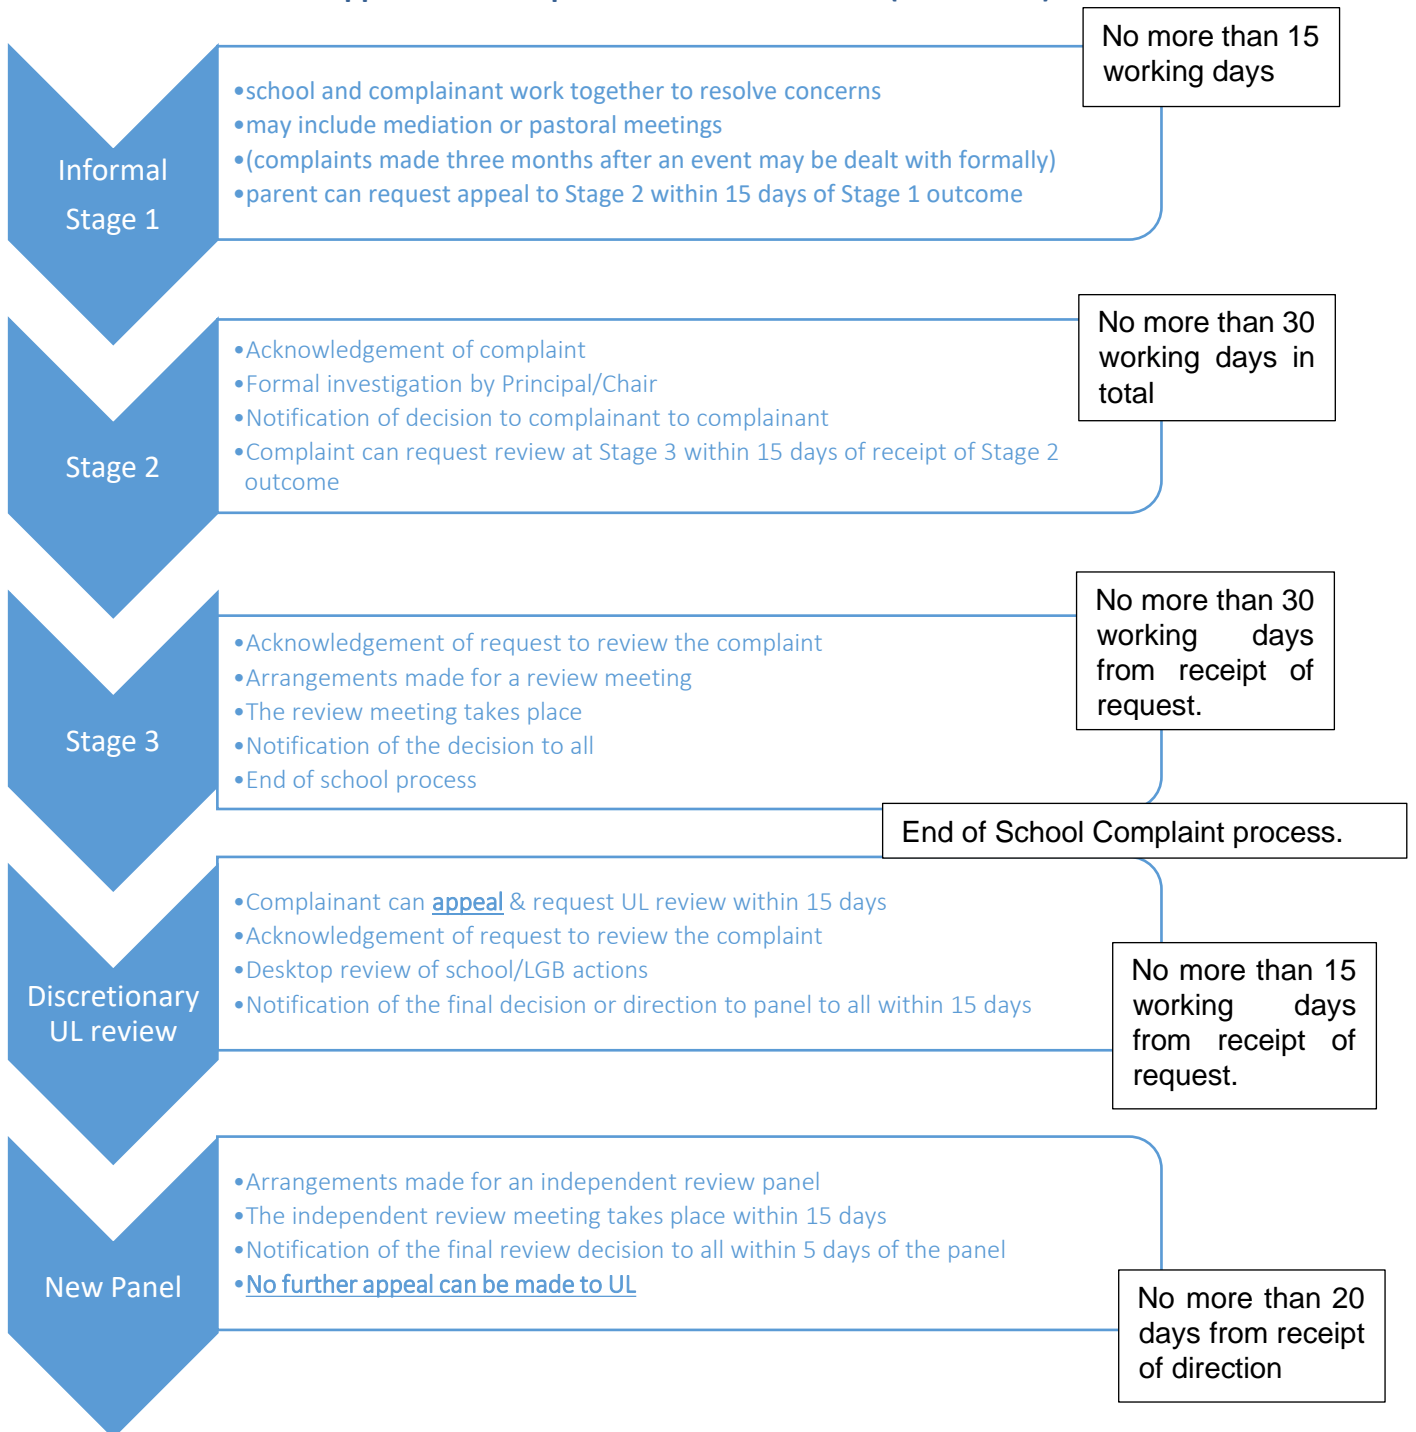 No more than 15
working days
Informal
Stage 1
•school and complainant work together to resolve concerns
•may include mediation or pastoral meetings
•(complaints made three months after an event may be dealt with formally)
•parent can request appeal to Stage 2 within 15 days of Stage 1 outcome
No more than 30
working days in
total
Stage 2
•Acknowledgement of complaint
•Formal investigation by Principal/Chair
•Notification of decision to complainant to complainant
•Complaint can request review at Stage 3 within 15 days of receipt of Stage 2
outcome
No more than 30
working days
from receipt of
request.
Stage 3
•Acknowledgement of request to review the complaint
•Arrangements made for a review meeting
•The review meeting takes place
•Notification of the decision to all
•End of school process
End of School Complaint process.
Discretionary
UL review
•Complainant can appeal & request UL review within 15 days
•Acknowledgement of request to review the complaint
•Desktop review of school/LGB actions
•Notification of the final decision or direction to panel to all within 15 days
No more than 15
working days
from receipt of
request.
New Panel
•Arrangements made for an independent review panel
•The independent review meeting takes place within 15 days
•Notification of the final review decision to all within 5 days of the panel
•No further appeal can be made to UL
No more than 20
days from receipt
of direction